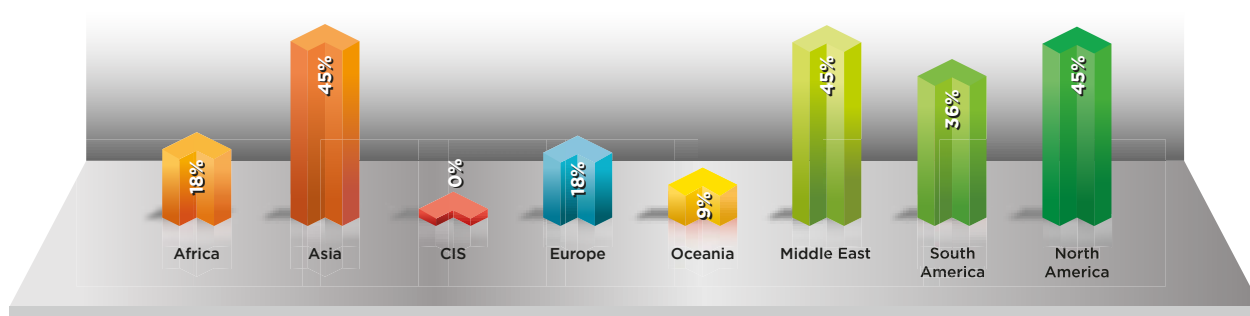 18%
45%
0%
18%
9%
45%
36%
45%
Africa
Asia
CIS
Europe
Oceania
Middle East
South
America
North
America